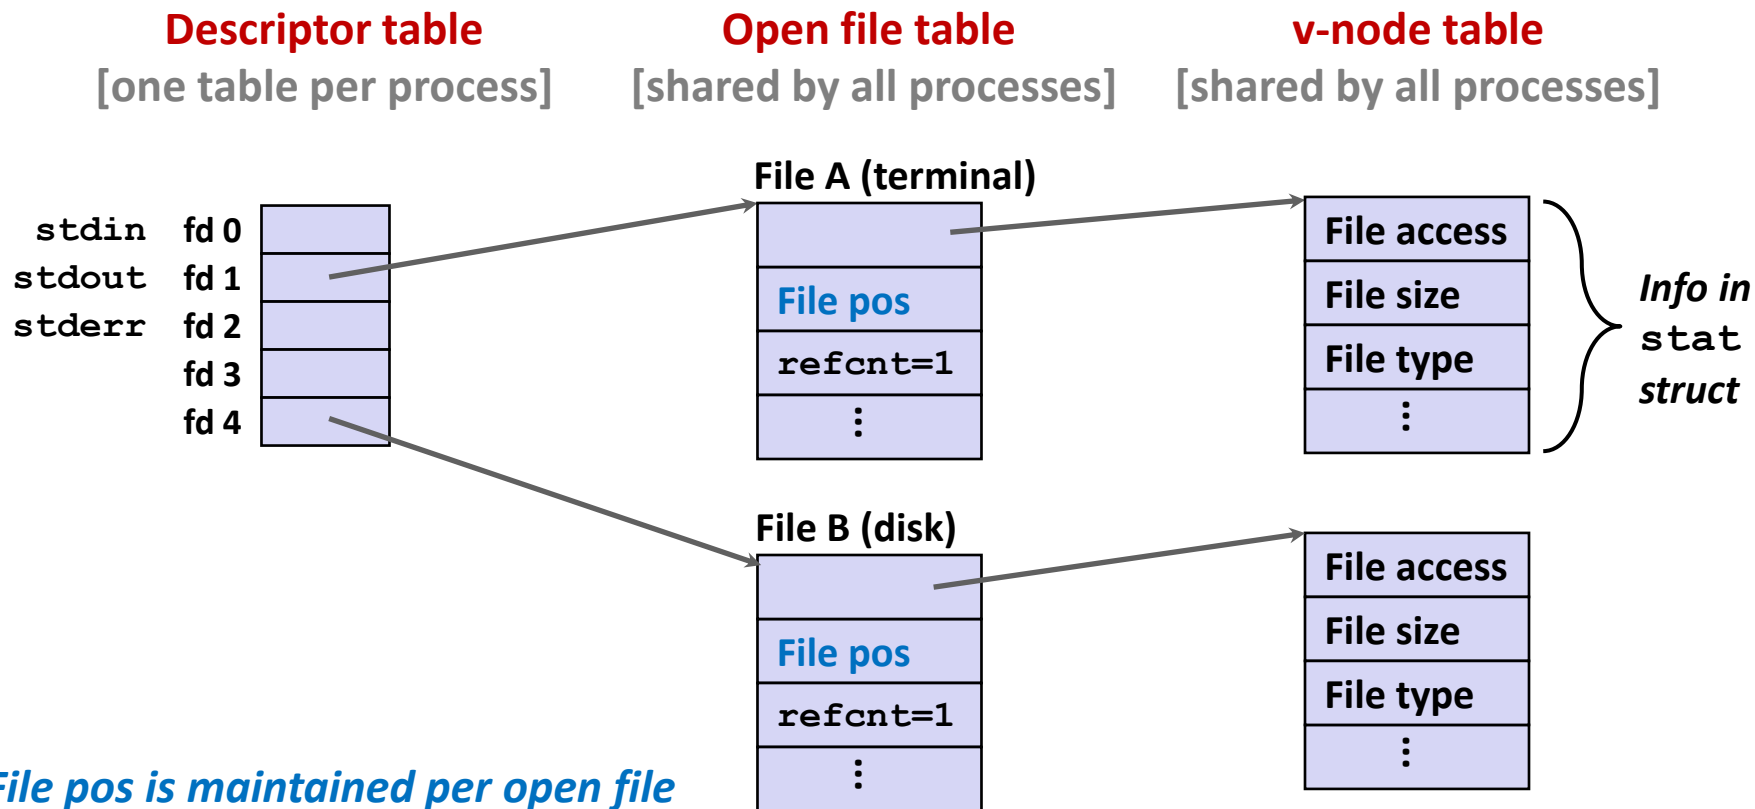 Descriptor table
[one table per process]
Open file table
[shared by all processes]
v-node table
[shared by all processes]
stdin fd 0
stdout fd 1
stderr fd 2
fd 3
fd 4
File A (terminal)
File pos
refcnt=1
⋮
File access
File size
File type
⋮
Info in
stat
struct
File B (disk)
File pos
refcnt=1
⋮
File access
File size
File type
⋮
File pos is maintained per open file